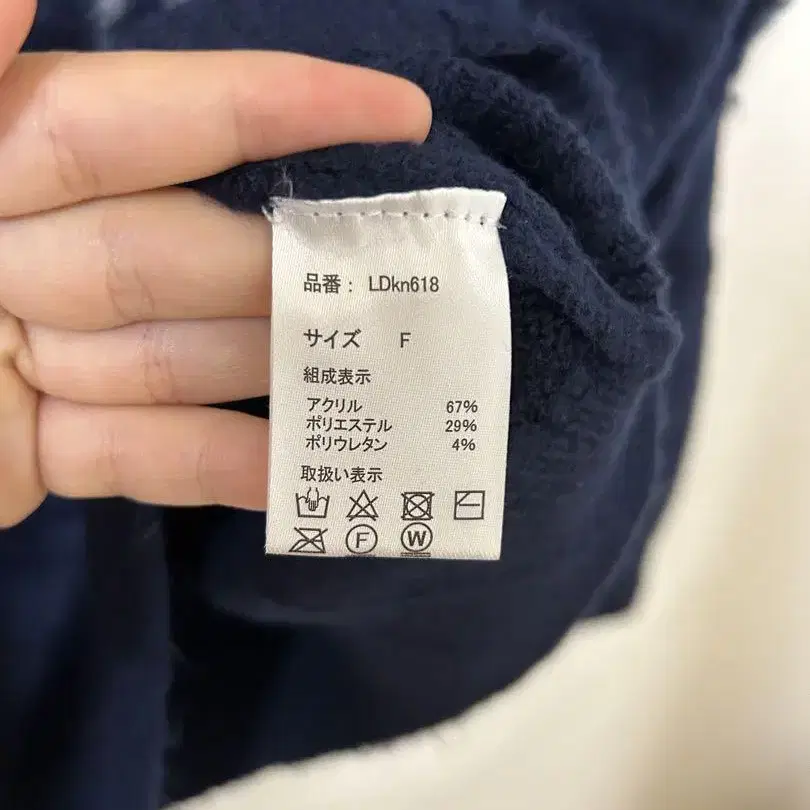 品番： LDkn618
サイズ F
組成表示
アクリル 67%
ポリエステル 29%
ポリウレタン 4%
取扱い表示
F W